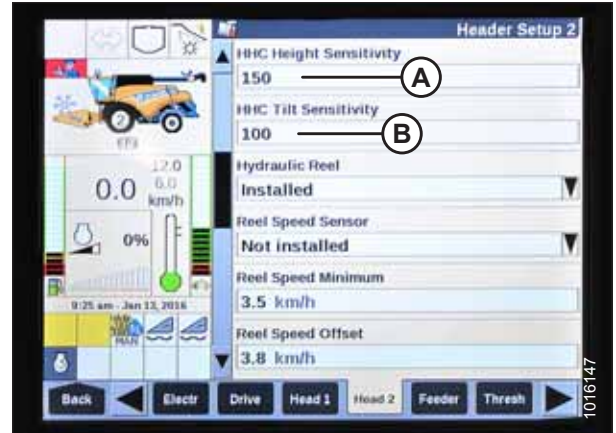 Header Setup 2
HHC Height Sensitivity
150
A
HHC Tilt Sensitivity
100
B
Hydraulic Reel
Installed
Reel Speed Sensor
Not installed
Reel Speed Minimum
3.5 km/h
Reel Speed Offset
3.8 km/h
2
12.0
0.0 6.0
km/h
0%
9:25 am - Jan 13, 2016
MAN
Back Electr Drive Head 1 Head 2 Feeder Thresh
1016147